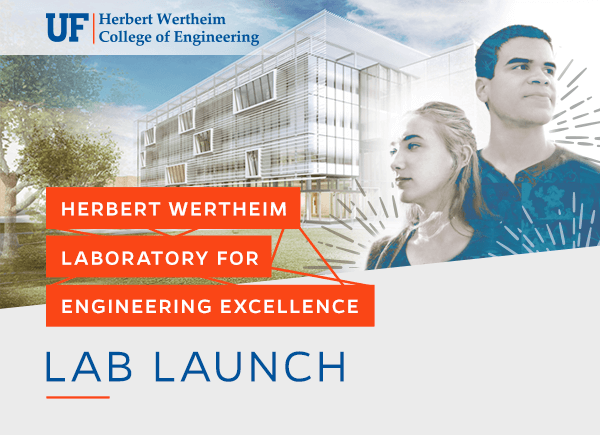 UF
Herbert Wertheim
College of Engineering
HERBERT WERTHEIM
LABORATORY FOR
ENGINEERING EXCELLENCE
LAB LAUNCH